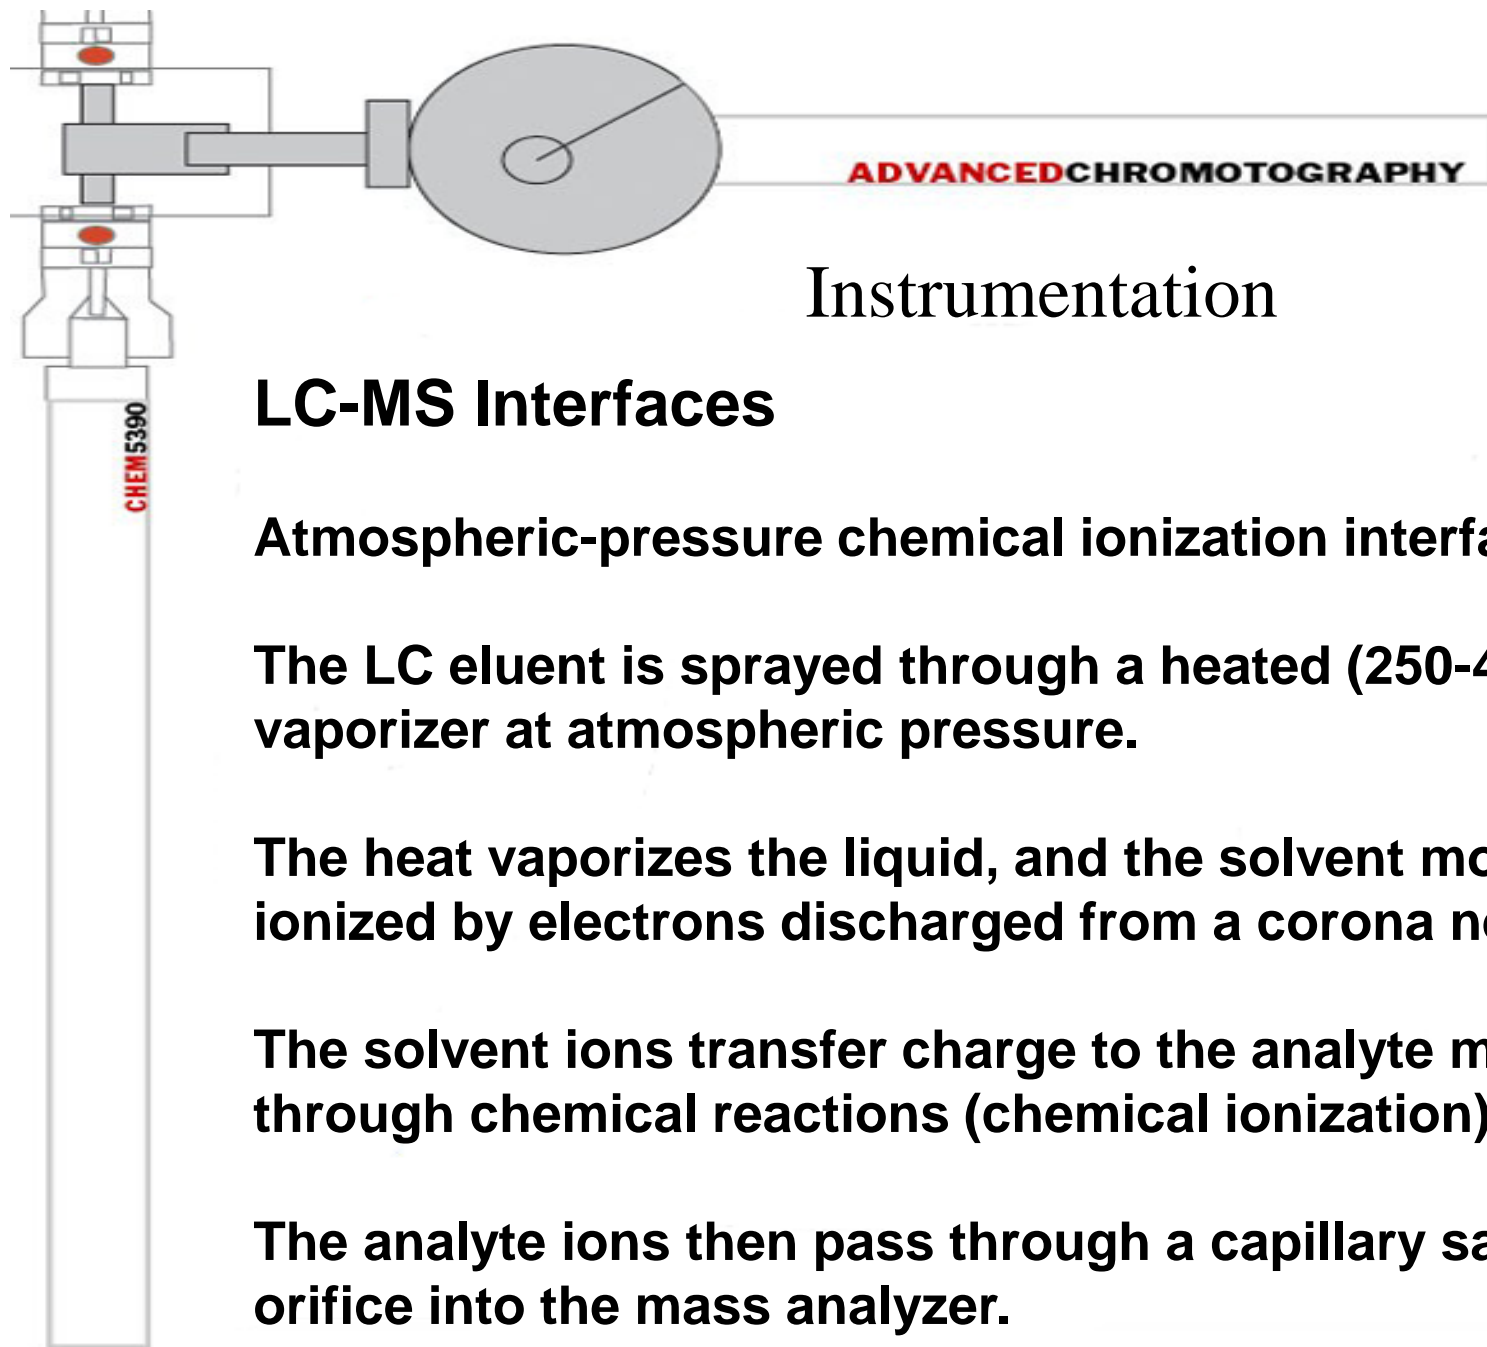 ADVANCEDCHROMOTOGRAPHY
Instrumentation
LC-MS Interfaces
CHEM5390
Atmospheric-pressure chemical ionization
The LC eluent is sprayed through a heated
vaporizer at atmospheric pressure.
The heat vaporizes the liquid, and the solvent
ionized by electrons discharged from a corona
The solvent ions transfer charge to the analyte
through chemical reactions (chemical ionization)
The analyte ions then pass through a capillary
orifice into the mass analyzer.